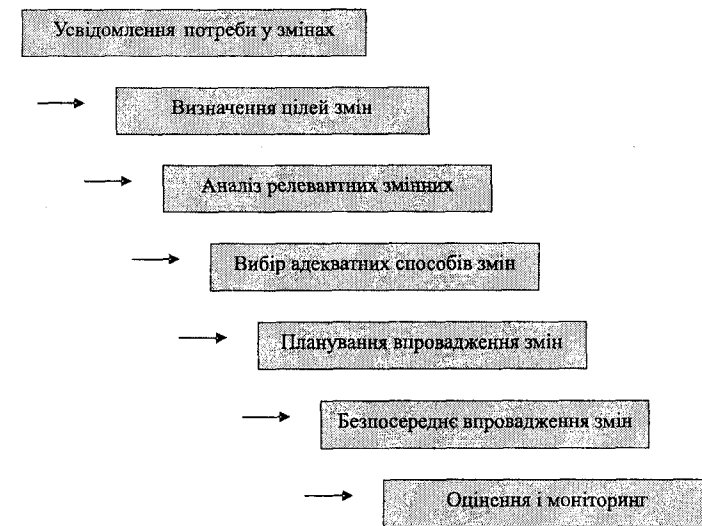 Усвідомлення потреби у змінах
Визначення цілей змін
Аналіз релевантних змінних
Вибір адекватних способів змін
Планування впровадження змін
Безпосереднє впровадження змін
Оцінення і моніторинг